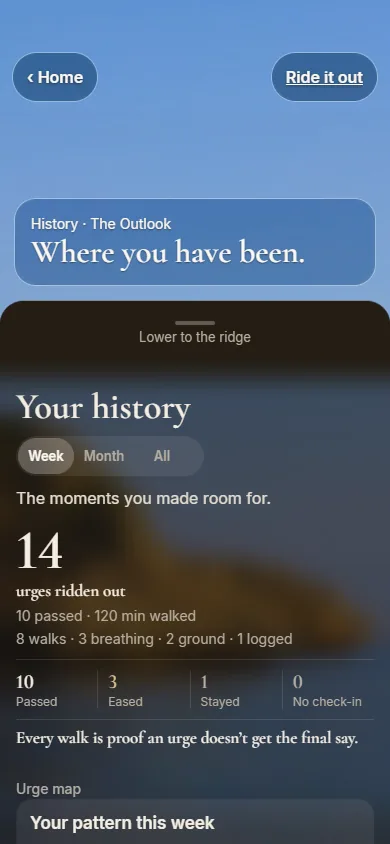 ‹ Home
Ride it out
History · The Outlook
Where you have been.
Lower to the ridge
Your history
Week Month All
The moments you made room for.
14
urges ridden out
10 passed · 120 min walked
8 walks · 3 breathing · 2 ground · 1 logged
10 3 1 0
Passed Eased Stayed No check-in
Every walk is proof an urge doesn’t get the final say.
Urge map
Your pattern this week